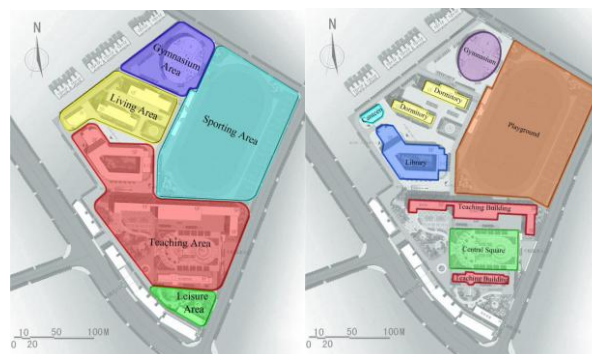 N
Gymnasium
Area
Living Area
Sporting Area
Teaching Area
Leisure
Area
10 50 100M
0 20
N
Gymnasium
Dormitory
Dormitory
Playground
Library
Teaching Building
Central Square
Teaching Building
10 50 100M
0 20